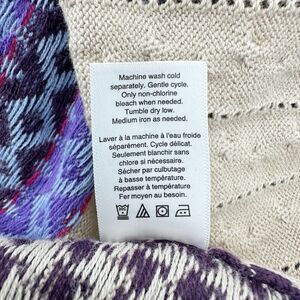 Machine wash cold
separately. Gentle cycle.
Only non-chlorine
bleach when needed.
Tumble dry low.
Medium iron as needed.
Laver à la machine à l'eau froide
séparément. Cycle délicat.
Seulement blanchir sans
chlore si nécessaire.
Sécher par culbutage
à basse température.
Repasser à température
Fer moyen au besoin.